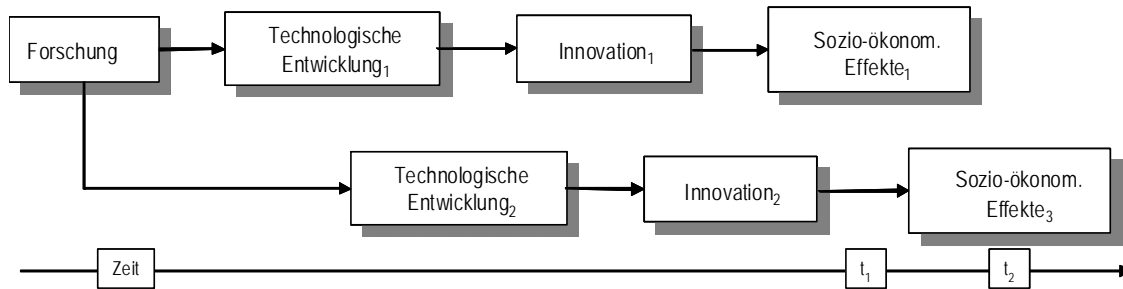 Forschung
Technologische
Entwicklung₁
Innovation₁
Sozio-ökonom.
Effekte₁
Technologische
Entwicklung₂
Innovation₂
Sozio-ökonom.
Effekte₃
Zeit
t₁
t₂